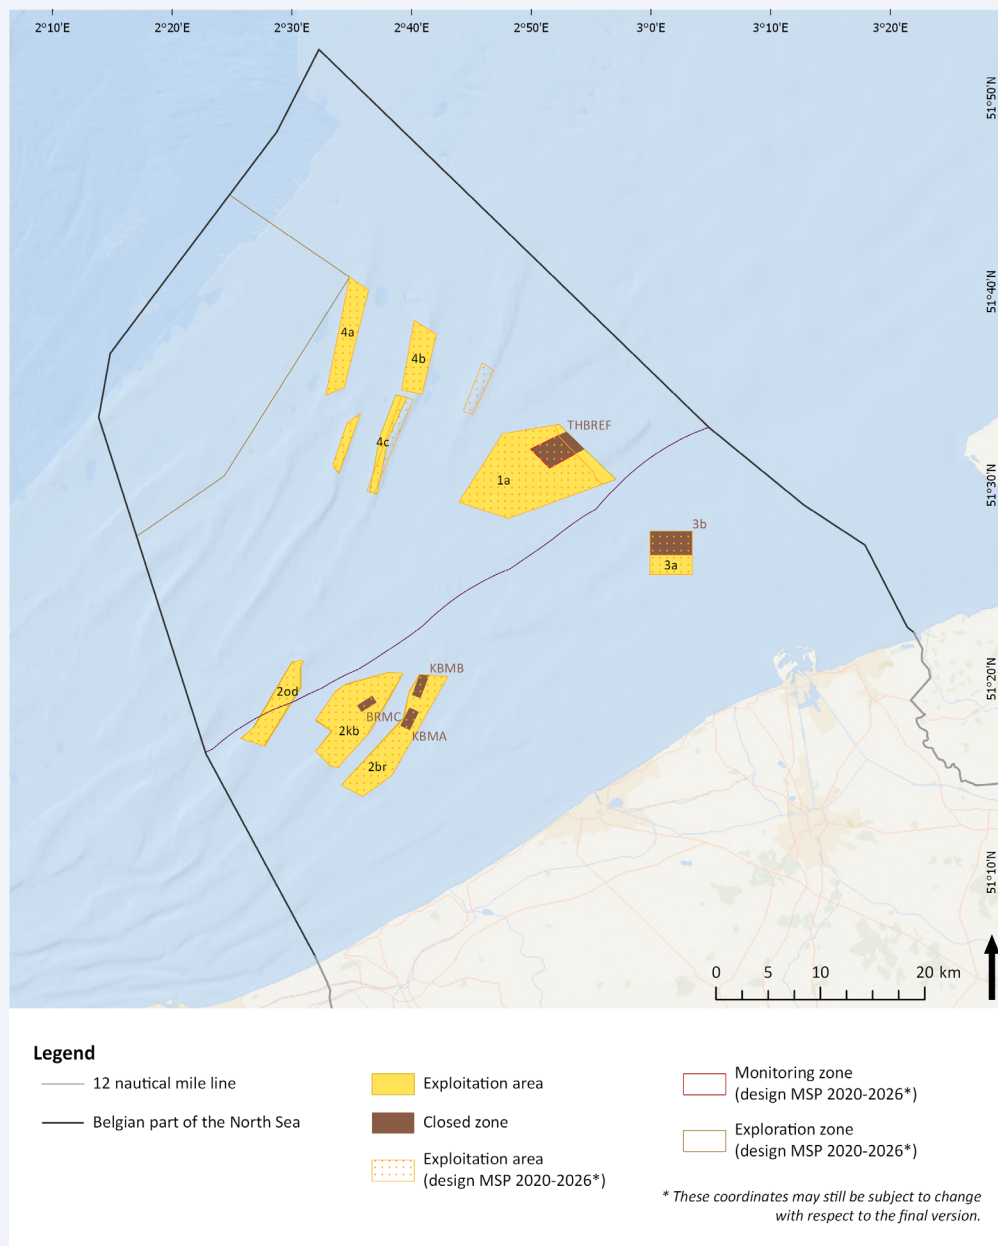 2°10'E 2°20'E 2°30'E 2°40'E 2°50'E 3°0'E 3°10'E 3°20'E
51°50'N
51°40'N
4a
4b
THBREF
4c
1a
51°30'N
3b
3a
KBMB
51°20'N
2od
BRMC
2kb
KBMA
2br
51°10'N
0 5 10 20 km
Legend
12 nautical mile line
Belgian part of the North Sea
Exploitation area
Closed zone
Exploitation area
(design MSP 2020-2026*)
Monitoring zone
(design MSP 2020-2026*)
Exploration zone
(design MSP 2020-2026*)
* These coordinates may still be subject to change
with respect to the final version.